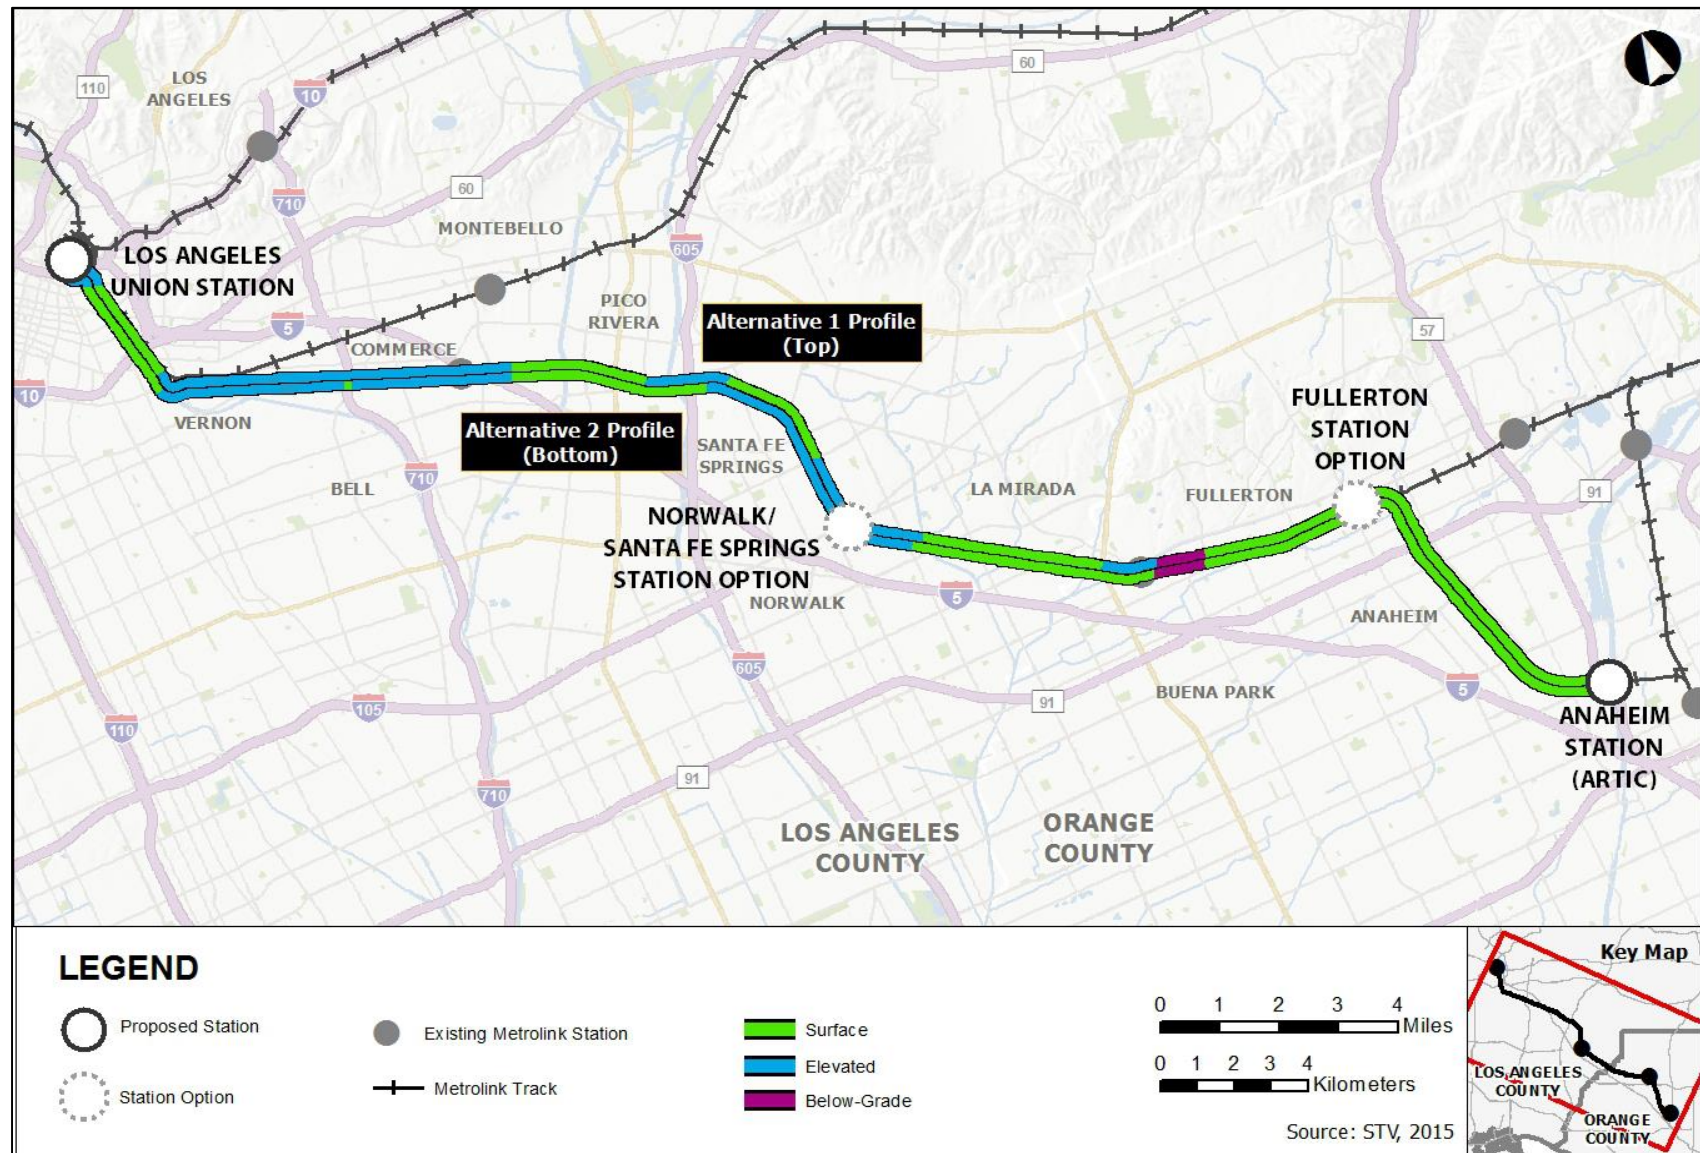 110
LOS
ANGELES
10
60
60
710
MONTEBELLO
605
LOS ANGELES
UNION STATION
PICO
RIVERA
5
COMMERCE
Alternative 1 Profile
(Top)
57
10
VERNON
FULLERTON
STATION
OPTION
Alternative 2 Profile
(Bottom)
SANTA FE
SPRINGS
710
BELL
LA MIRADA
FULLERTON
91
NORWALK/
SANTA FE SPRINGS
STATION OPTION
NORWALK
5
ANAHEIM
605
5
BUENA PARK
91
105
110
ANAHEIM
STATION
(ARTIC)
91
710
LOS ANGELES
COUNTY
ORANGE
COUNTY
LEGEND
Proposed Station
Station Option
Existing Metrolink Station
Metrolink Track
Surface
Elevated
Below-Grade
0 1 2 3 4
Miles
0 1 2 3 4
Kilometers
Source: STV, 2015
Key Map
LOS ANGELES
COUNTY
ORANGE
COUNTY